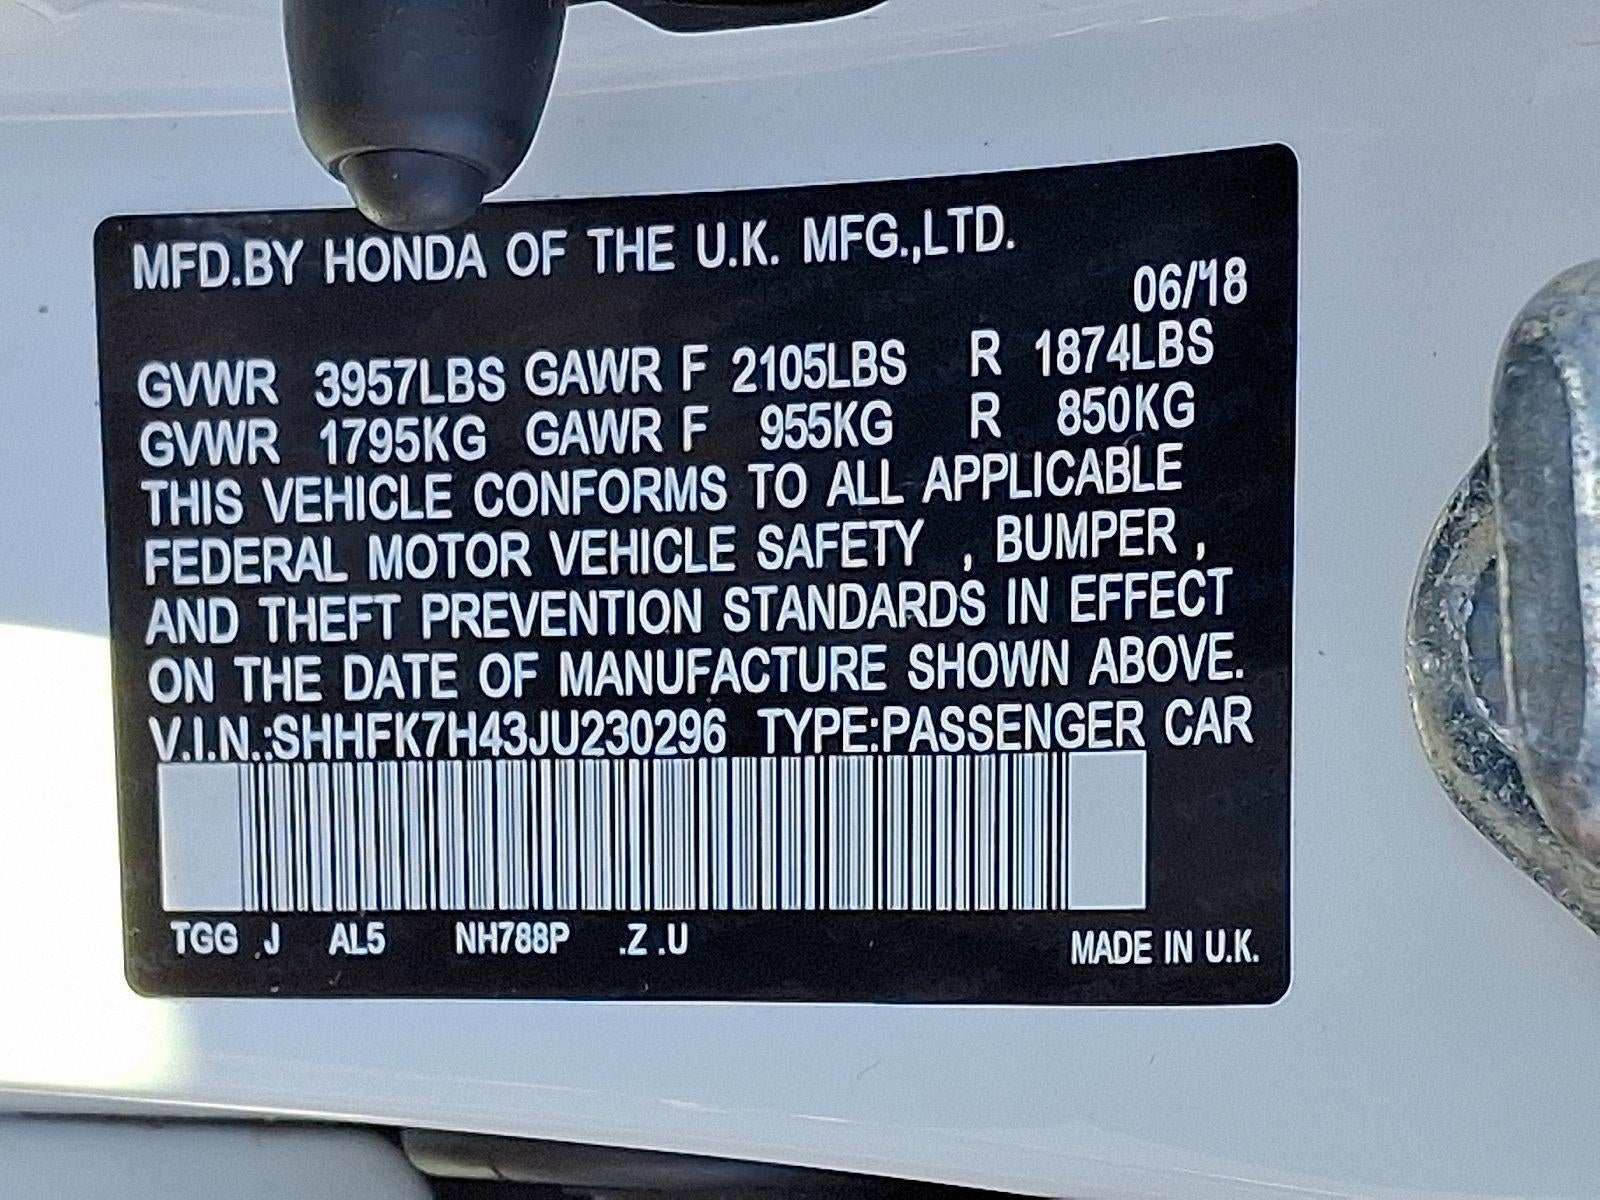 MFD.BY HONDA OF THE U.K. MFG.,LTD.
06/18
GVWR 3957LBS GAWR F 2105LBS R 1874LBS
GVWR 1795KG GAWR F 955KG R 850KG
THIS VEHICLE CONFORMS TO ALL APPLICABLE
FEDERAL MOTOR VEHICLE SAFETY , BUMPER ,
AND THEFT PREVENTION STANDARDS IN EFFECT
ON THE DATE OF MANUFACTURE SHOWN ABOVE.
V.I.N.:SHHFK7H43JU230296 TYPE:PASSENGER CAR
TGG J AL5 NH788P .Z .U MADE IN U.K.